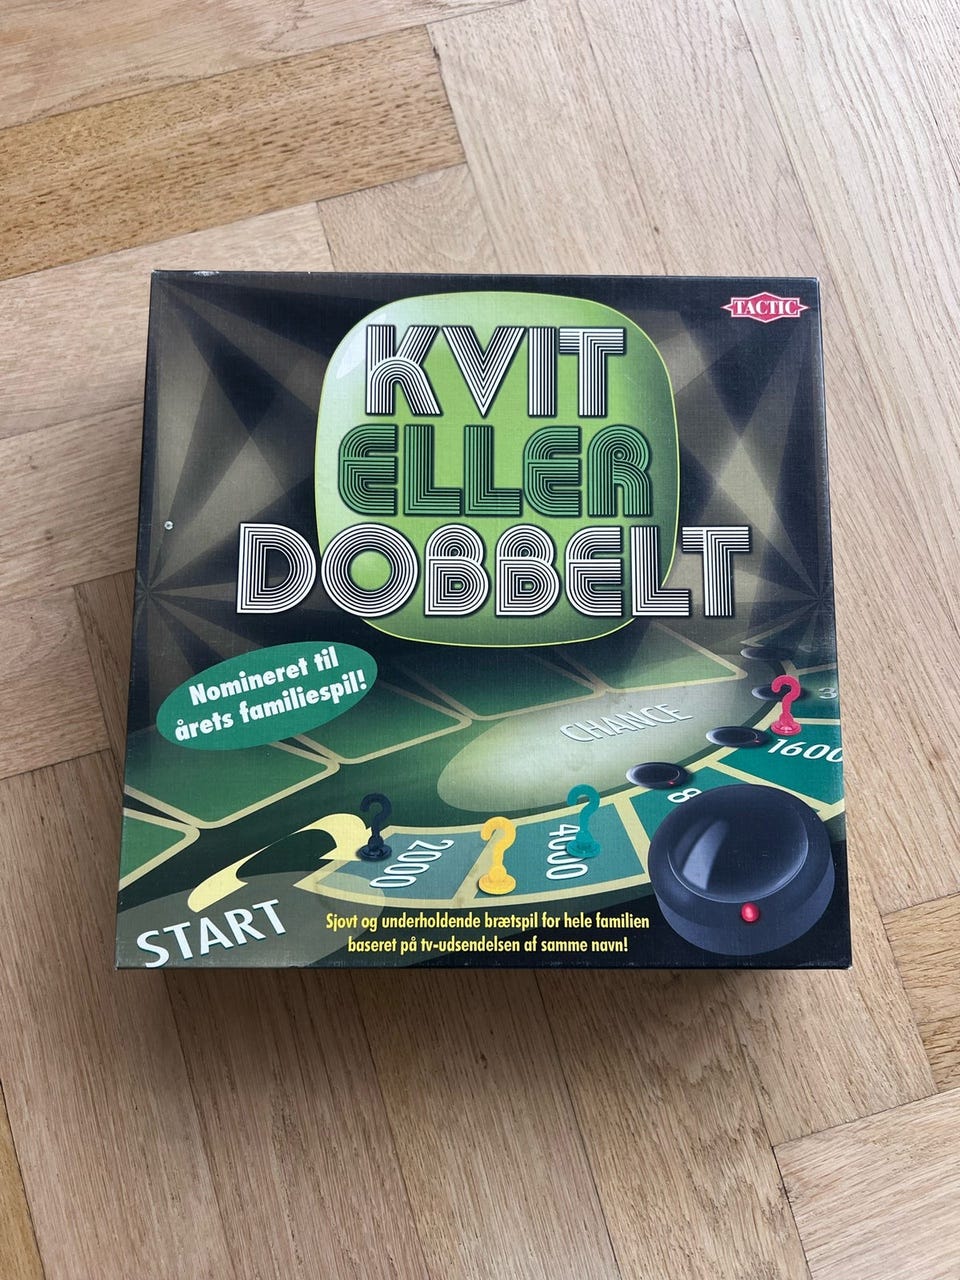 TACTIC
KVIT
ELLER
DOBBELT
Nomineret til
årets familiespil!
CHANCE
1600
8
4000
2000
START
Sjovt og underholdende brætspil for hele familien
baseret på tv-udsendelsen af samme navn!